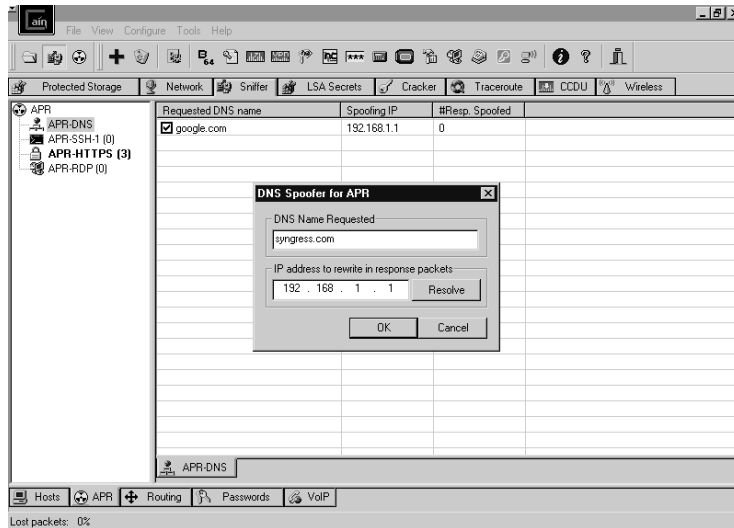 aín
File View Configure Tools Help
Protected Storage Network Sniffer LSA Secrets Cracker Traceroute CCDU Wireless
APR
APR-DNS
APR-SSH-1 (0)
APR-HTTPS (3)
APR-RDP (0)
Requested DNS name Spoofing IP #Resp. Spoofed
google.com 192.168.1.1 0
DNS Spoofer for APR
DNS Name Requested
syngress.com
IP address to rewrite in response packets
192 . 168 . 1 . 1 Resolve
OK Cancel
APR-DNS
Hosts APR Routing Passwords VoIP
Lost packets: 0%